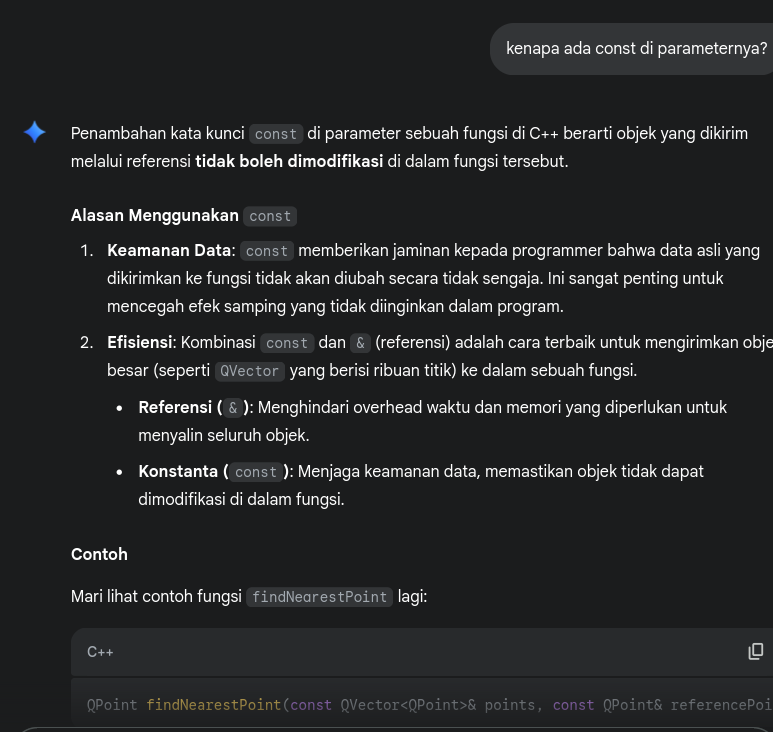 kenapa ada const di parameternya?
Penambahan kata kunci const di parameter sebuah fungsi di C++ berarti objek yang dikirim
melalui referensi tidak boleh dimodifikasi di dalam fungsi tersebut.
Alasan Menggunakan const
1. Keamanan Data: const memberikan jaminan kepada programmer bahwa data asli yang
dikirimkan ke fungsi tidak akan diubah secara tidak sengaja. Ini sangat penting untuk
mencegah efek samping yang tidak diinginkan dalam program.
2. Efisiensi: Kombinasi const dan & (referensi) adalah cara terbaik untuk mengirimkan obje
besar (seperti QVector yang berisi ribuan titik) ke dalam sebuah fungsi.
• Referensi (&): Menghindari overhead waktu dan memori yang diperlukan untuk
menyalin seluruh objek.
• Konstanta (const): Menjaga keamanan data, memastikan objek tidak dapat
dimodifikasi di dalam fungsi.
Contoh
Mari lihat contoh fungsi findNearestPoint lagi:
C++
QPoint findNearestPoint(const QVector<QPoint>& points, const QPoint& referencePoi